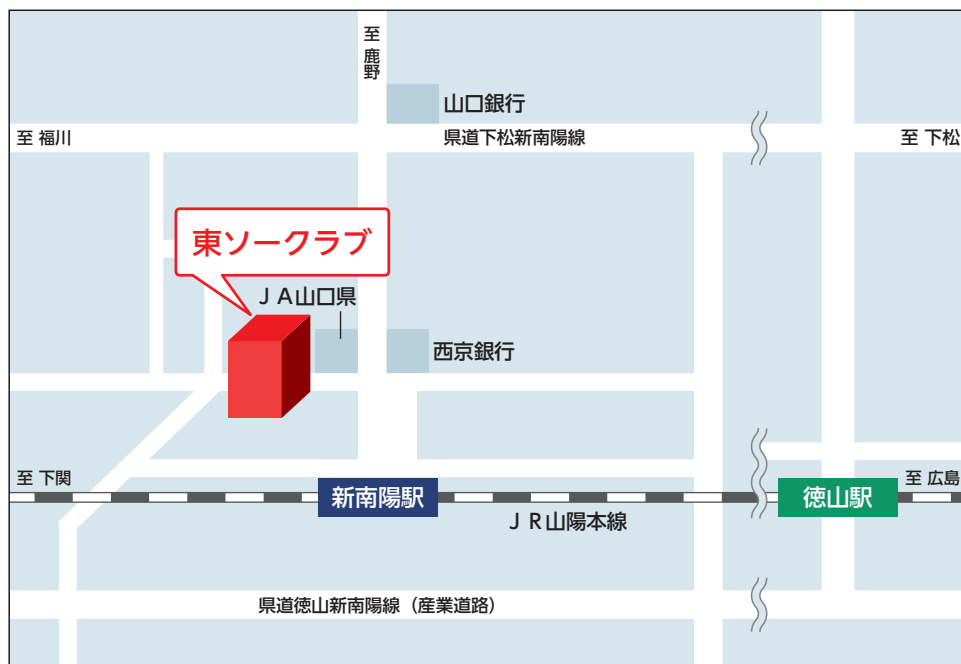 至 鹿野
山口銀行
至 福川
県道下松新南陽線
至 下松
東ソークラブ
ＪＡ山口県
西京銀行
至 下関
至 広島
新南陽駅
徳山駅
ＪＲ山陽本線
県道徳山新南陽線（産業道路）